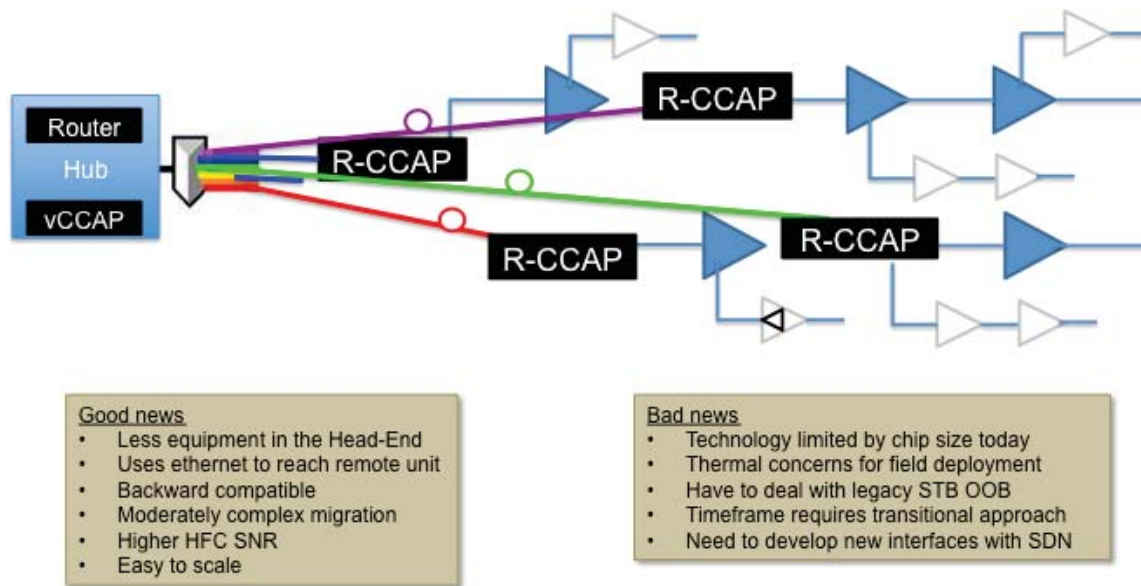 Router
Hub
vCCAP
R-CCAP
R-CCAP
R-CCAP
R-CCAP
Good news
• Less equipment in the Head-End
• Uses ethernet to reach remote unit
• Backward compatible
• Moderately complex migration
• Higher HFC SNR
• Easy to scale
Bad news
• Technology limited by chip size today
• Thermal concerns for field deployment
• Have to deal with legacy STB OOB
• Timeframe requires transitional approach
• Need to develop new interfaces with SDN